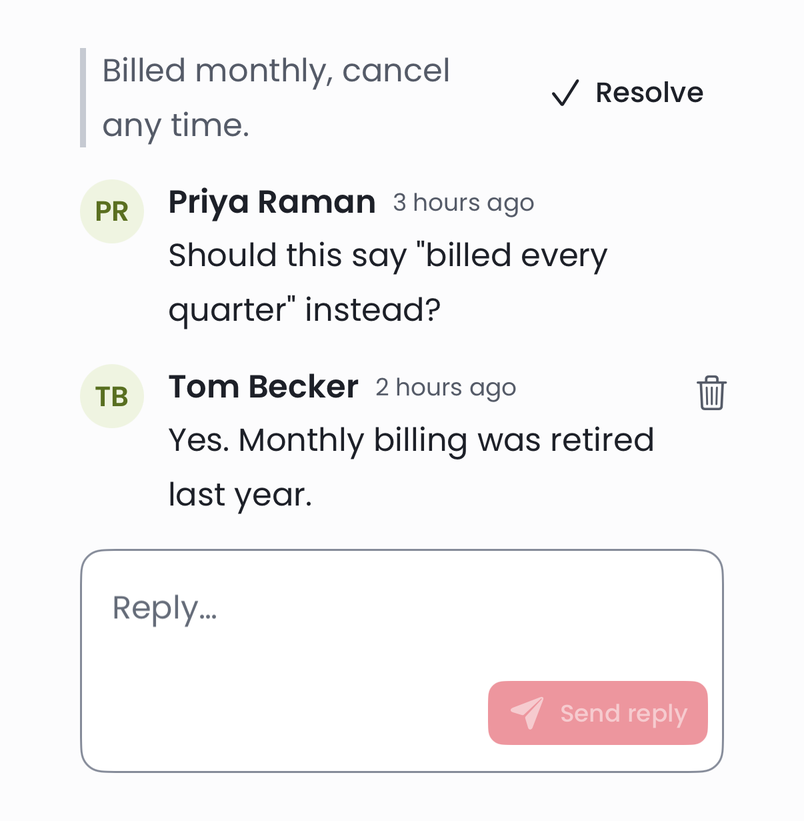 Billed monthly, cancel
any time.
Resolve
PR
Priya Raman 3 hours ago
Should this say "billed every
quarter" instead?
TB
Tom Becker 2 hours ago
Yes. Monthly billing was retired
last year.
Reply...
Send reply